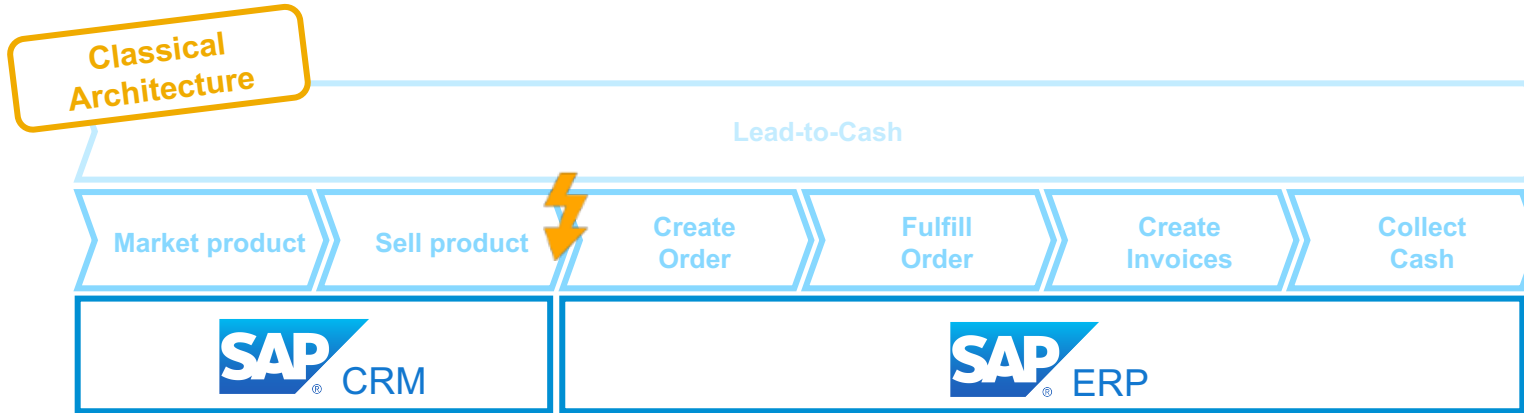 Classical
Architecture
Lead-to-Cash
Market product
Sell product
Create
Order
Fulfill
Order
Create
Invoices
Collect
Cash
SAP® CRM
SAP® ERP